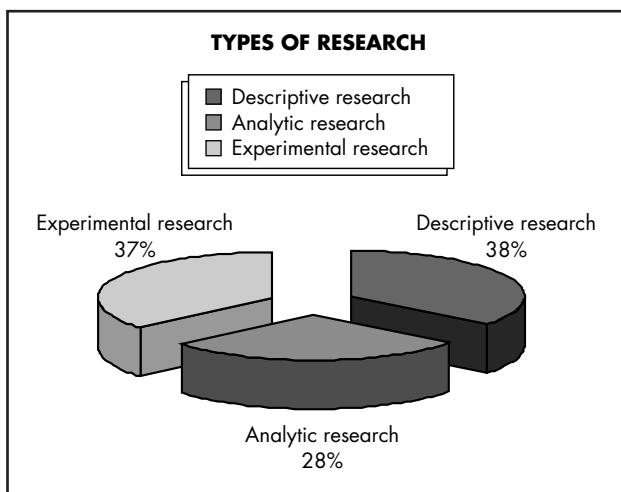 TYPES OF RESEARCH
Descriptive research
Analytic research
Experimental research
Experimental research
37%
Descriptive research
38%
Analytic research
28%